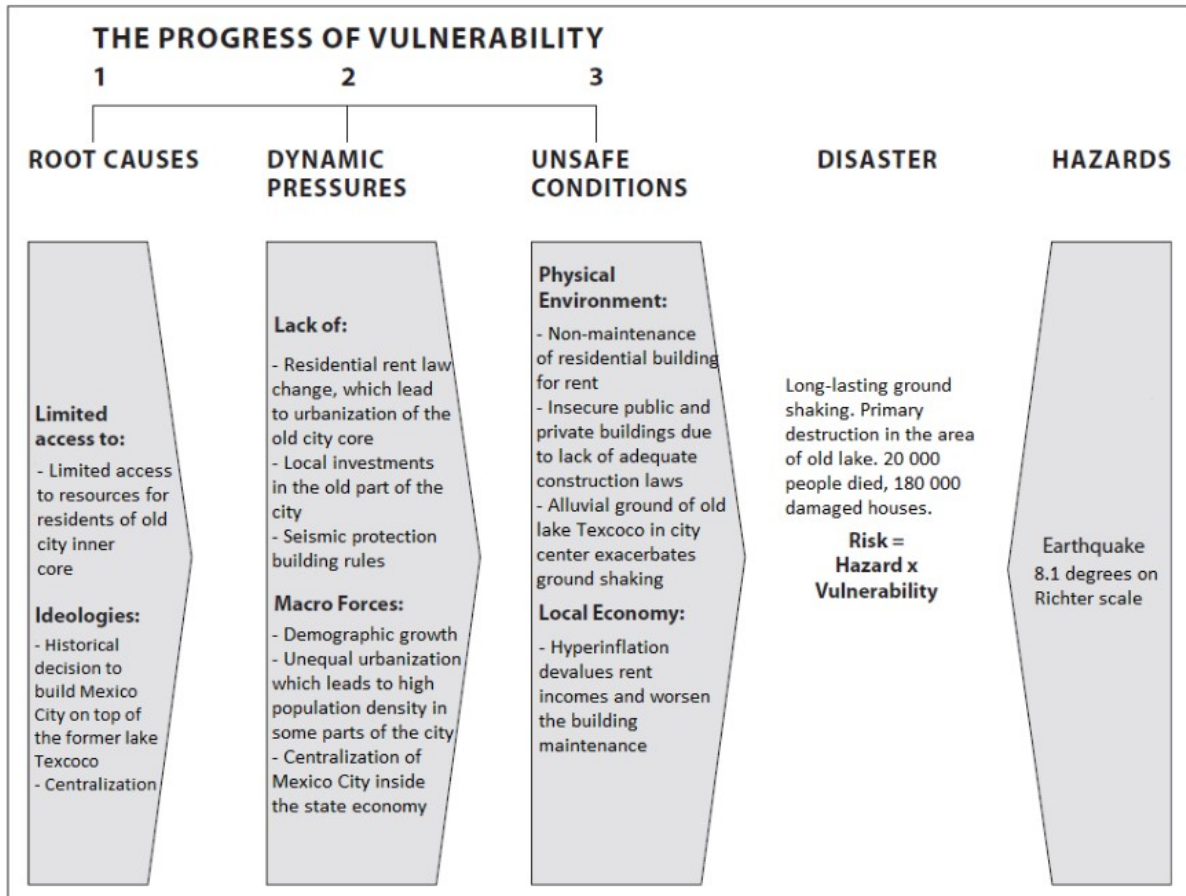 THE PROGRESS OF VULNERABILITY
1
2
3
ROOT CAUSES
DYNAMIC
PRESSURES
UNSAFE
CONDITIONS
DISASTER
HAZARDS
Limited
access to:
- Limited access
to resources for
residents of old
city inner
core
Ideologies:
- Historical
decision to
build Mexico
City on top of
the former lake
Texcoco
- Centralization
Lack of:
- Residential rent law
change, which lead
to urbanization of the
old city core
- Local investments
in the old part of the
city
- Seismic protection
building rules
Macro Forces:
- Demographic growth
- Unequal urbanization
which leads to high
population density in
some parts of the city
- Centralization of
Mexico City inside
the state economy
Physical
Environment:
- Non-maintenance
of residential building
for rent
- Insecure public and
private buildings due
to lack of adequate
construction laws
- Alluvial ground of old
lake Texcoco in city
center exacerbates
ground shaking
Local Economy:
- Hyperinflation
devalues rent
incomes and worsen
the building
maintenance
Long-lasting ground
shaking. Primary
destruction in the area
of old lake. 20 000
people died, 180 000
damaged houses.
Risk =
Hazard x
Vulnerability
Earthquake
8.1 degrees on
Richter scale